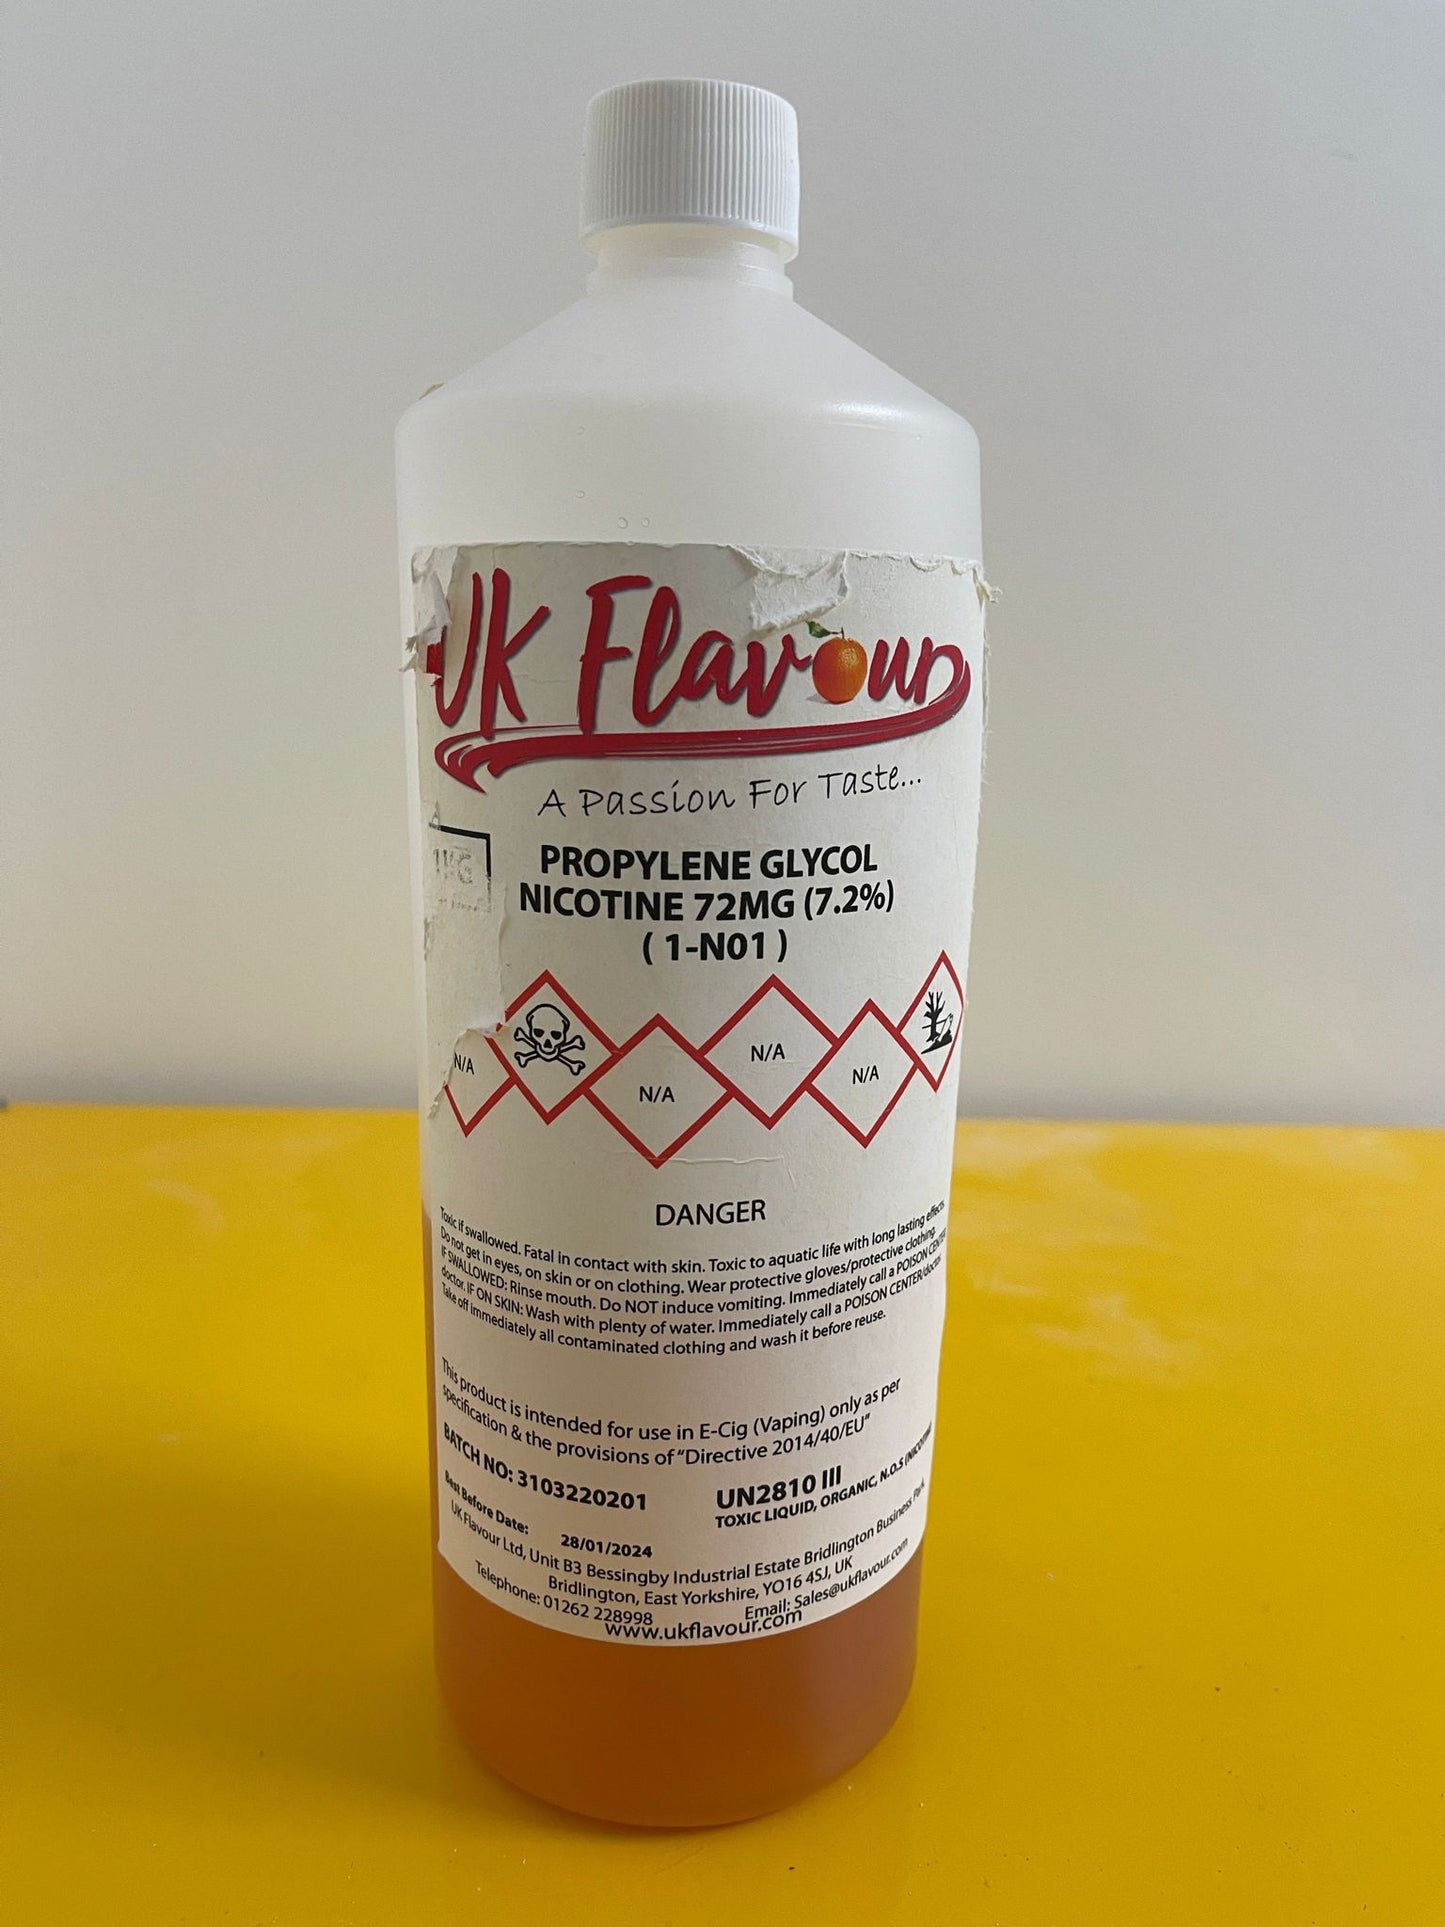 Uk Flavour
A Passion For Taste...
1KG
PROPYLENE GLYCOL
NICOTINE 72MG (7.2%)
( 1-N01 )
N/A
N/A
N/A
N/A
DANGER
Toxic if swallowed. Fatal in contact with skin. Toxic to aquatic life with long lasting effects.
Do not get in eyes, on skin or on clothing. Wear protective gloves/protective clothing.
IF SWALLOWED: Rinse mouth. Do NOT induce vomiting. Immediately call a POISON CENTER
doctor. IF ON SKIN: Wash with plenty of water. Immediately call a POISON CENTER/doctor.
Take off immediately all contaminated clothing and wash it before reuse.
This product is intended for use in E-Cig (Vaping) only as per
specification & the provisions of "Directive 2014/40/EU"
BATCH NO: 3103220201
UN2810 III
TOXIC LIQUID, ORGANIC, N.O.S (NICOTINE
Best Before Date: 28/01/2024
UK Flavour Ltd, Unit B3 Bessingby Industrial Estate Bridlington Business Park,
Bridlington, East Yorkshire, YO16 4SJ, UK
Telephone: 01262 228998 Email: Sales@ukflavour.com
www.ukflavour.com